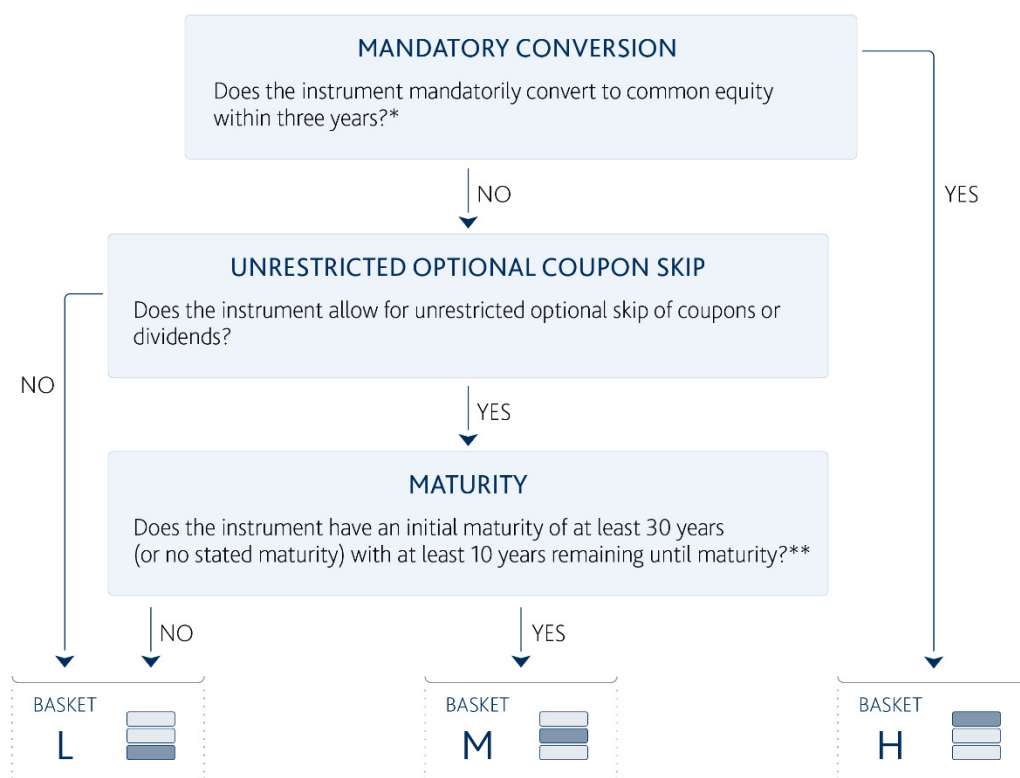 MANDATORY CONVERSION
Does the instrument mandatorily convert to common equity
within three years?*
NO
YES
UNRESTRICTED OPTIONAL COUPON SKIP
Does the instrument allow for unrestricted optional skip of coupons or
dividends?
NO
YES
MATURITY
Does the instrument have an initial maturity of at least 30 years
(or no stated maturity) with at least 10 years remaining until maturity?**
NO
YES
BASKET
L
BASKET
M
BASKET
H